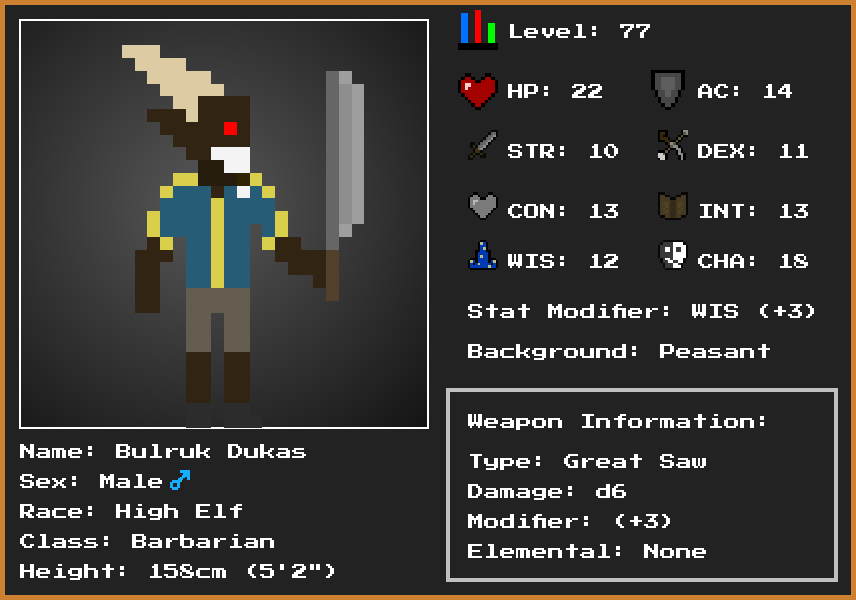 Level: 77
HP: 22 AC: 14
STR: 10 DEX: 11
CON: 13 INT: 13
WIS: 12 CHA: 18
Stat Modifier: WIS (+3)
Background: Peasant
Weapon Information:
Type: Great Saw
Damage: d6
Modifier: (+3)
Elemental: None
Name: Bulruk Dukas
Sex: Male ♂
Race: High Elf
Class: Barbarian
Height: 158cm (5'2")